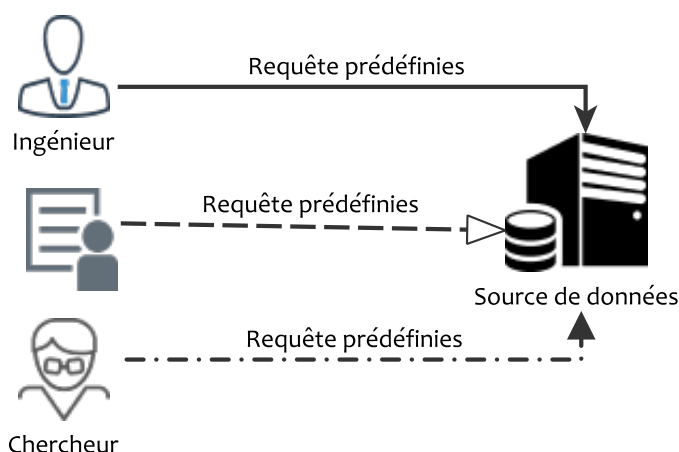 Requête prédéfinies
Ingénieur
Requête prédéfinies
Source de données
Requête prédéfinies
Chercheur